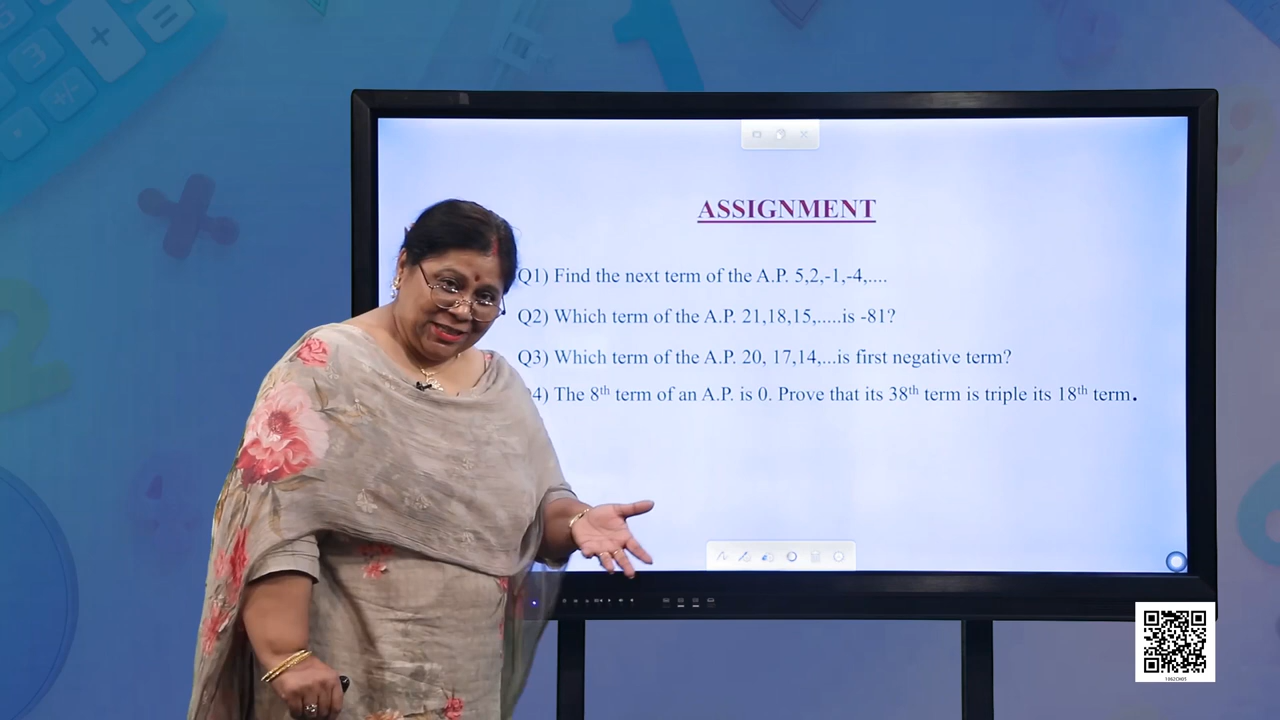 ASSIGNMENT
Q1) Find the next term of the A.P. 5,2,-1,-4,....
Q2) Which term of the A.P. 21,18,15,.....is -81?
Q3) Which term of the A.P. 20, 17,14,...is first negative term?
4) The 8th term of an A.P. is 0. Prove that its 38th term is triple its 18th term.
1062CH05